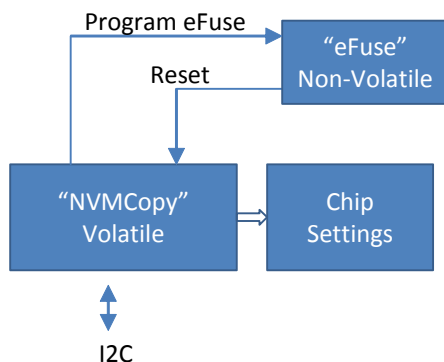 Program eFuse
“eFuse”
Non-Volatile
Reset
“NVMCopy”
Volatile
Chip
Settings
I2C